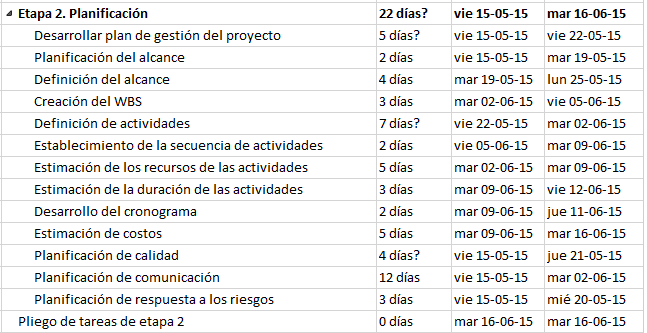 Etapa 2. Planificación 22 días? vie 15-05-15 mar 16-06-15
Desarrollar plan de gestión del proyecto 5 días? vie 15-05-15 vie 22-05-15
Planificación del alcance 2 días vie 15-05-15 mar 19-05-15
Definición del alcance 4 días mar 19-05-15 lun 25-05-15
Creación del WBS 3 días mar 02-06-15 vie 05-06-15
Definición de actividades 7 días? vie 22-05-15 mar 02-06-15
Establecimiento de la secuencia de actividades 2 días vie 05-06-15 mar 09-06-15
Estimación de los recursos de las actividades 5 días mar 02-06-15 mar 09-06-15
Estimación de la duración de las actividades 3 días mar 09-06-15 vie 12-06-15
Desarrollo del cronograma 2 días mar 09-06-15 jue 11-06-15
Estimación de costos 5 días mar 09-06-15 mar 16-06-15
Planificación de calidad 4 días? vie 15-05-15 jue 21-05-15
Planificación de comunicación 12 días vie 15-05-15 mar 02-06-15
Planificación de respuesta a los riesgos 3 días vie 15-05-15 mié 20-05-15
Pliego de tareas de etapa 2 0 días mar 16-06-15 mar 16-06-15